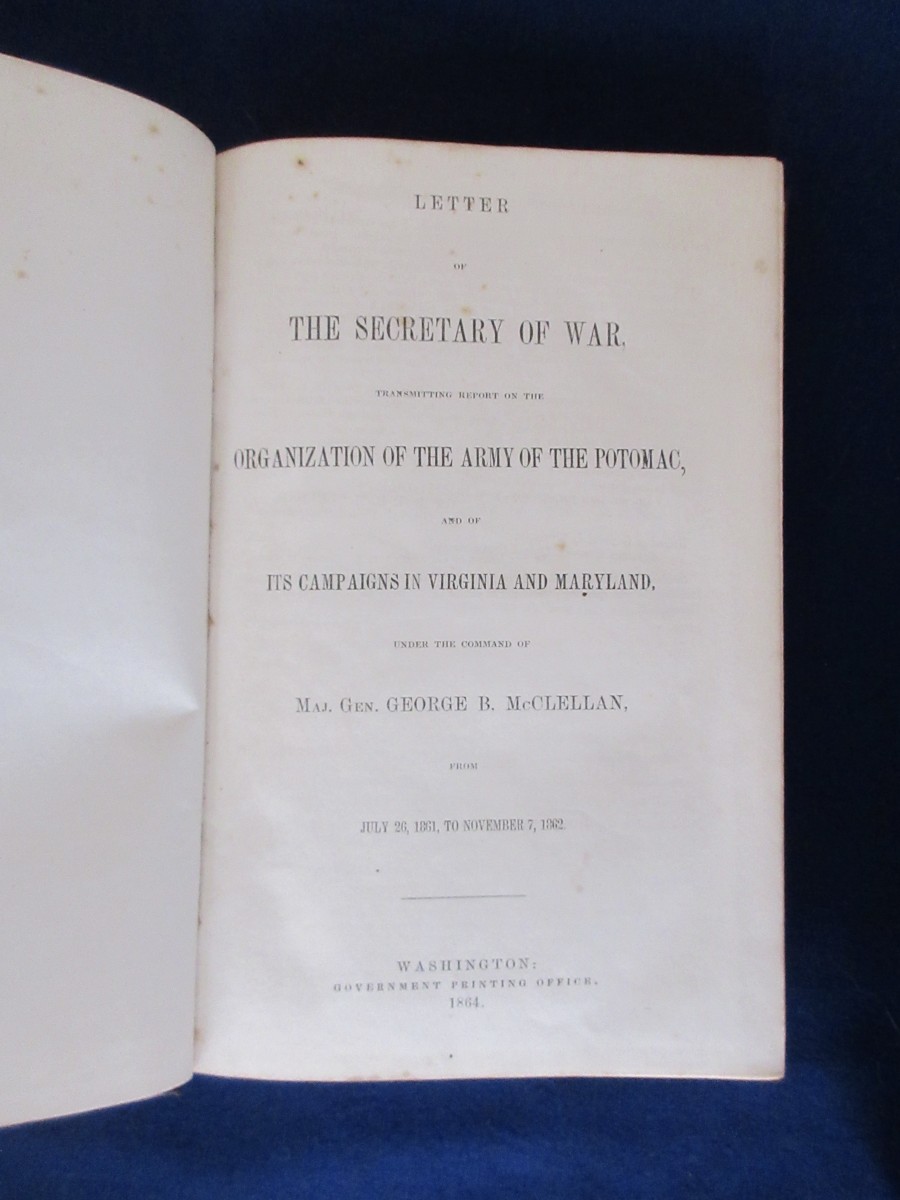 LETTER
OF
THE SECRETARY OF WAR,
TRANSMITTING REPORT ON THE
ORGANIZATION OF THE ARMY OF THE POTOMAC,
AND OF
ITS CAMPAIGNS IN VIRGINIA AND MARYLAND,
UNDER THE COMMAND OF
MAJ. GEN. GEORGE B. McCLELLAN,
FROM
JULY 26, 1861, TO NOVEMBER 7, 1862.
WASHINGTON:
GOVERNMENT PRINTING OFFICE.
1864.